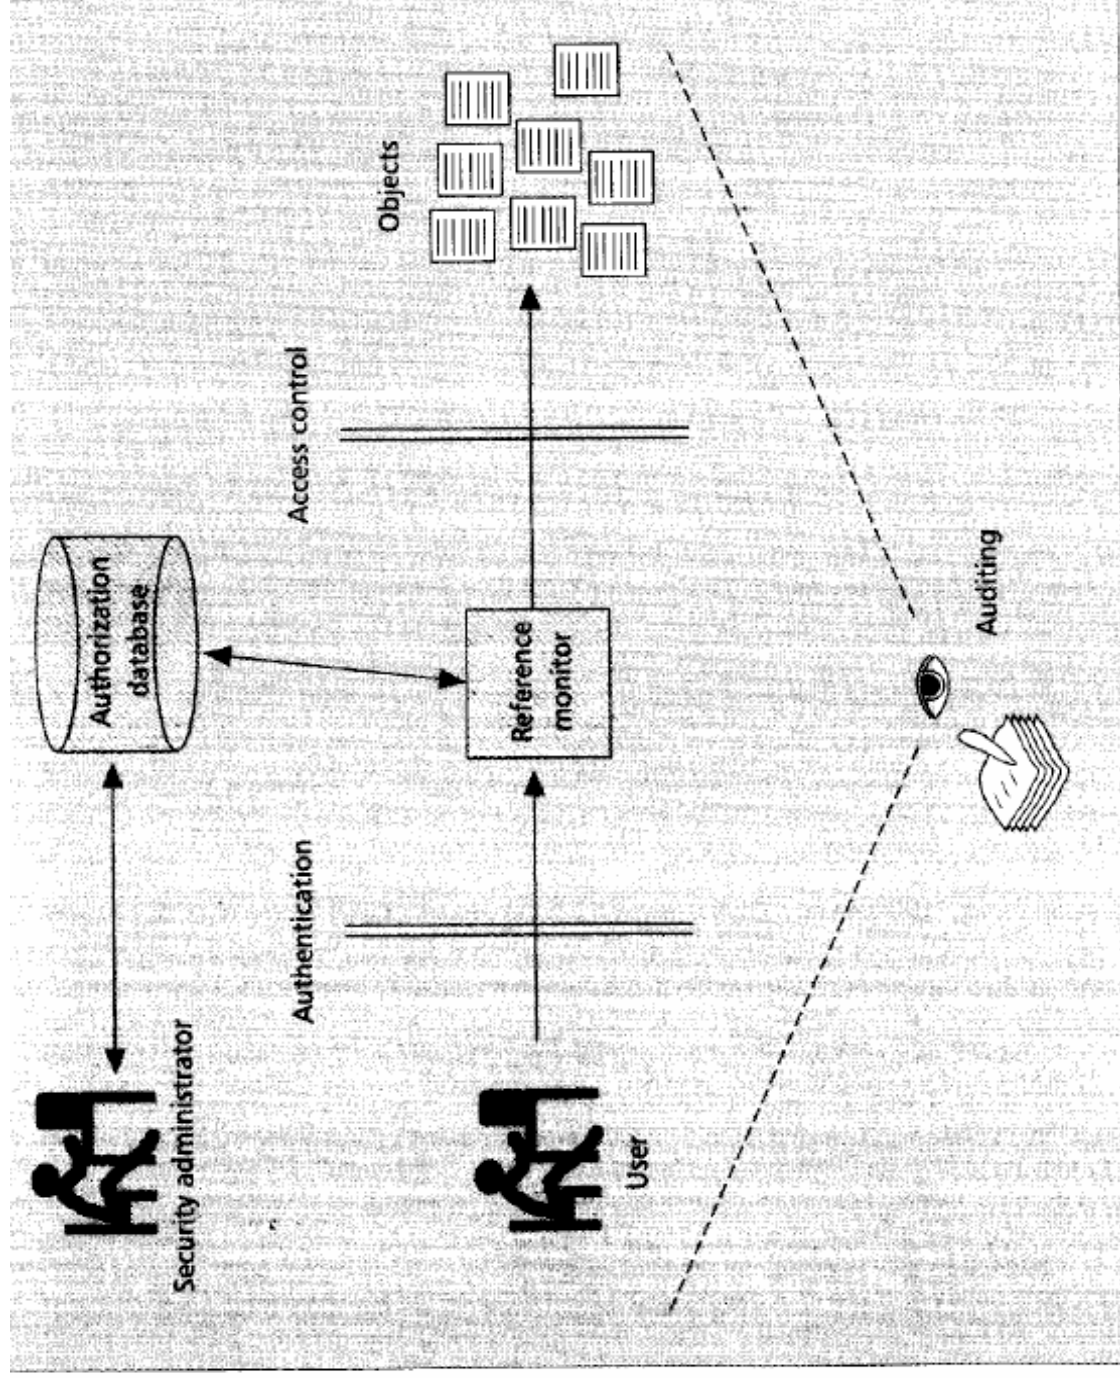 Security administrator
Authorization
database
Authentication
Access control
Objects
User
Reference
monitor
Auditing